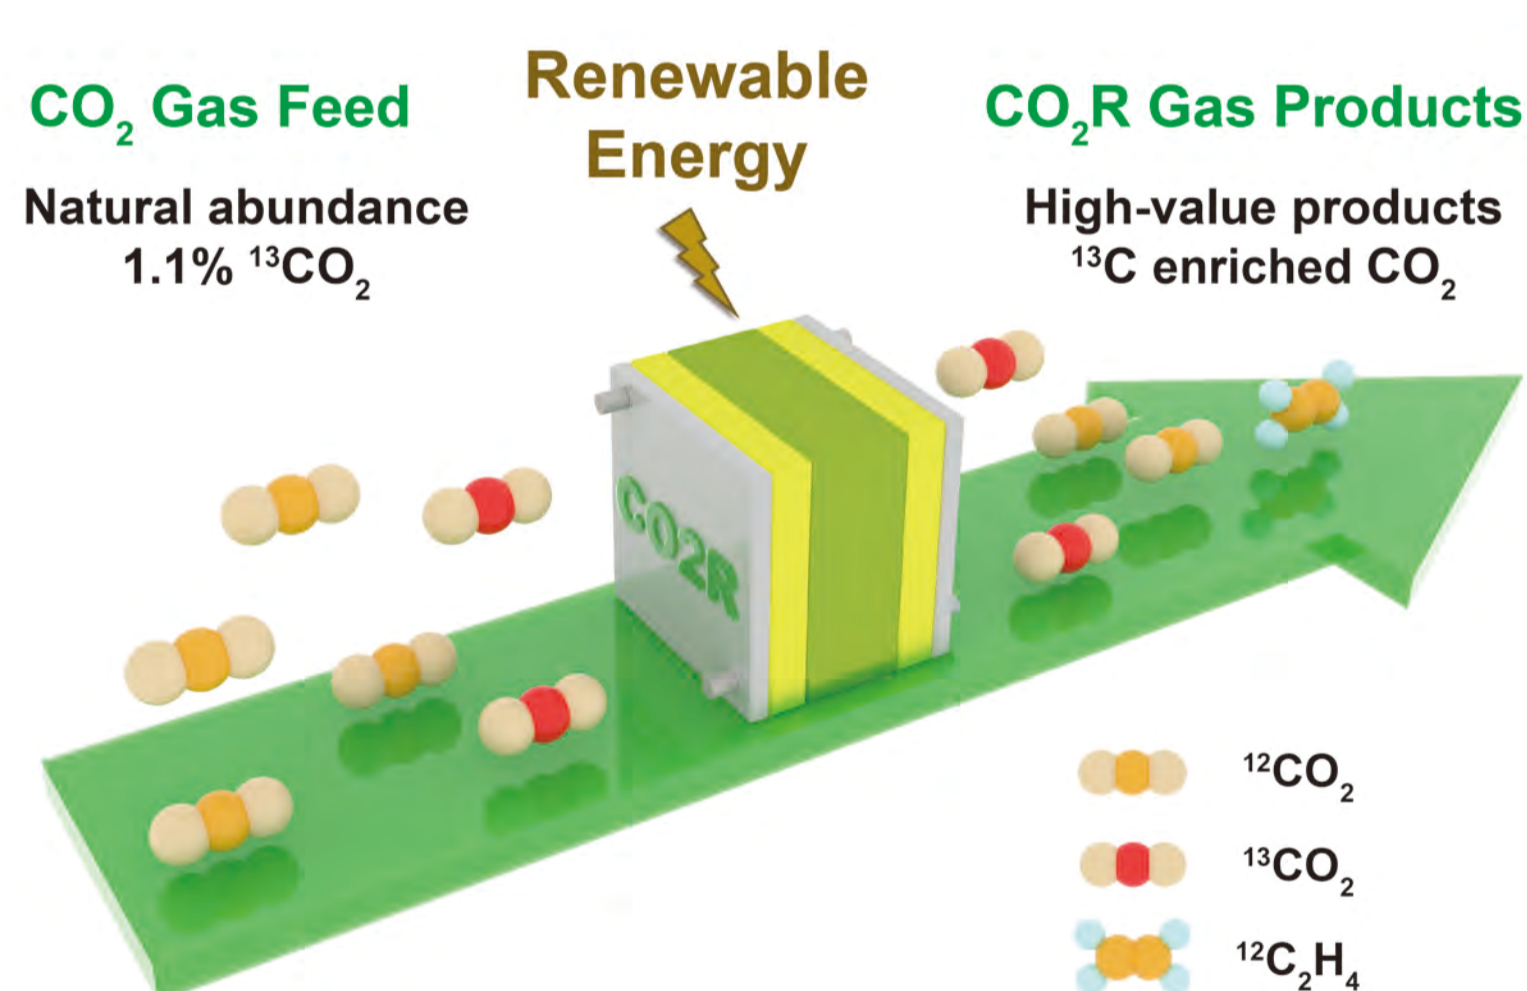 CO₂ Gas Feed
Natural abundance
1.1% ¹³CO₂
Renewable
Energy
CO₂R Gas Products
High-value products
¹³C enriched CO₂
CO2R
¹²CO₂
¹³CO₂
¹²C₂H₄